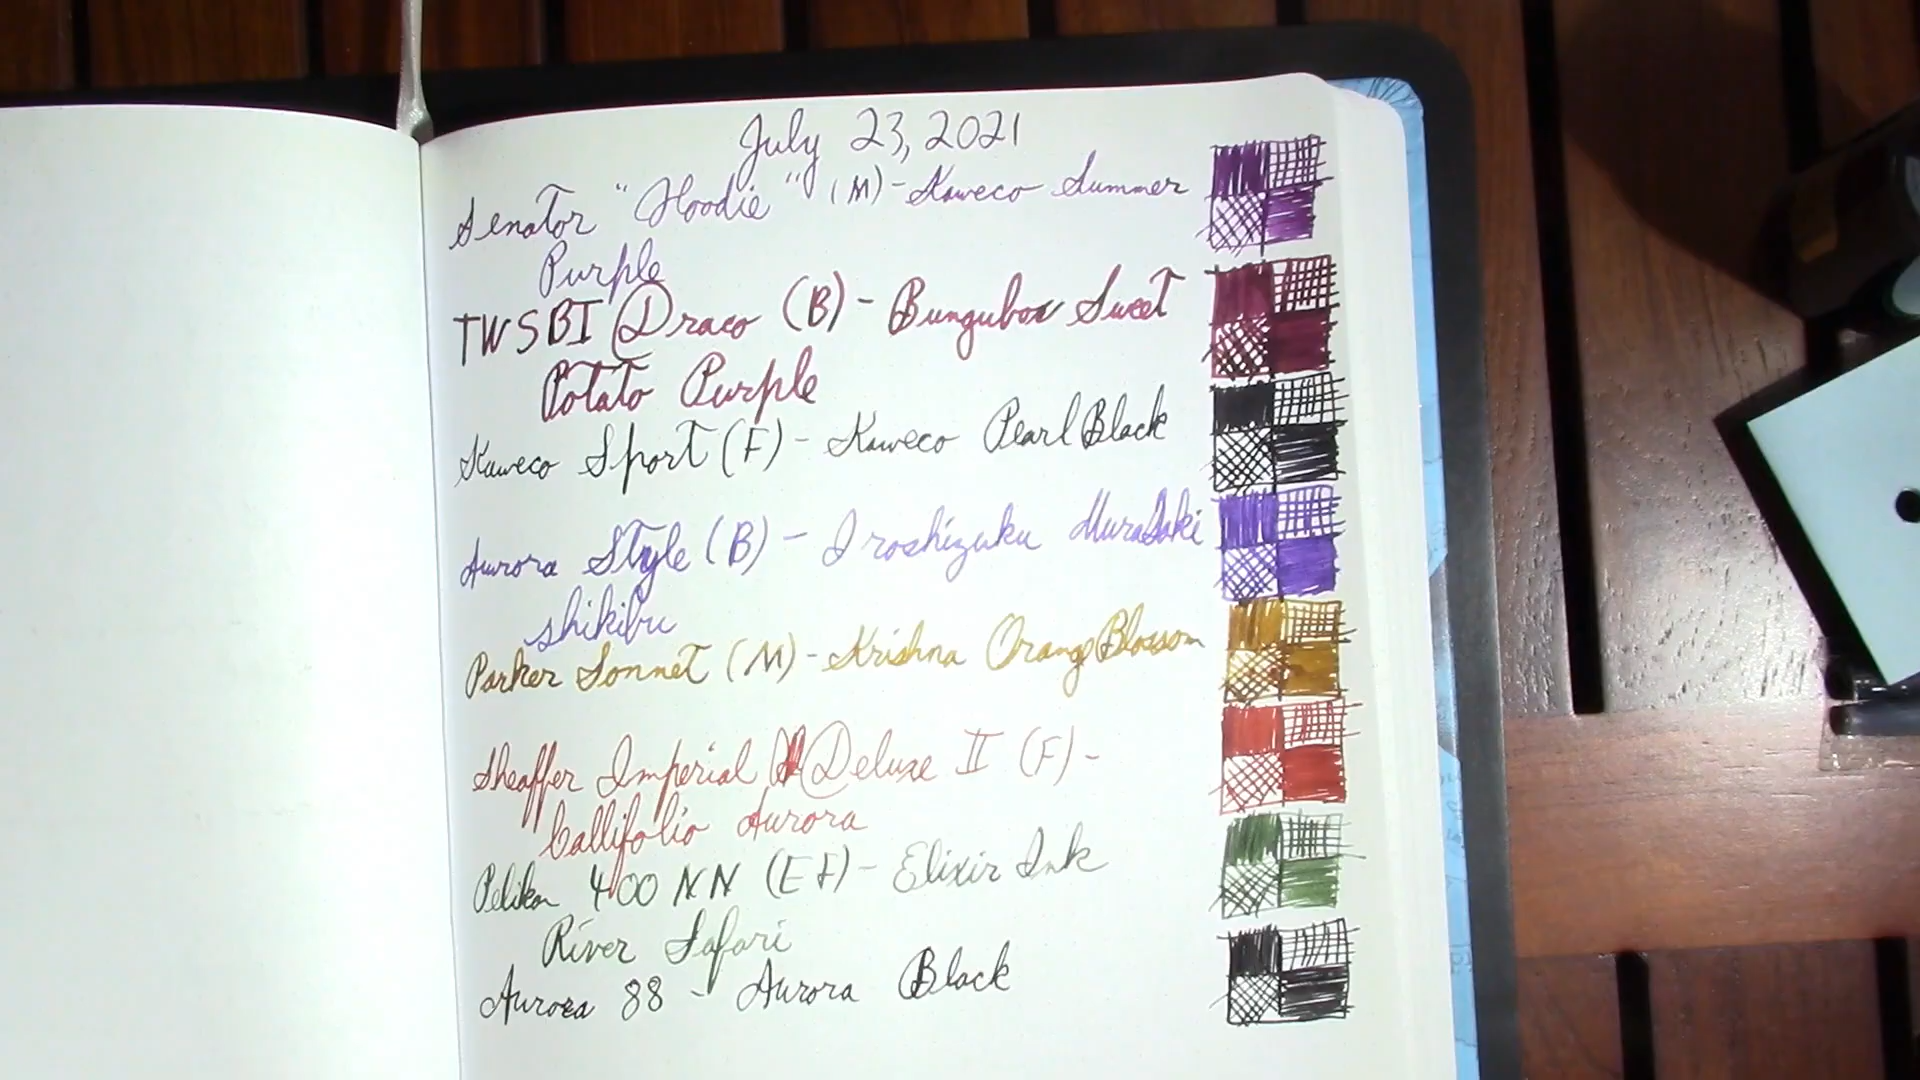 July 23, 2021
Senator "Hoodie" (M) - Kaweco Summer
Purple
TWSBI Draco (B) - Bungubox Sweet
Potato Purple
Kaweco Sport (F) - Kaweco Pearl Black
Aurora Style (B) - Iroshizuku Murasaki
shikibu
Parker Sonnet (M) - Krishna Orange Blossom
Sheaffer Imperial Deluxe II (F) -
Callifolio Aurora
Pelikan 400 NN (EF) - Elixir Ink
River Safari
Aurora 88 - Aurora Black